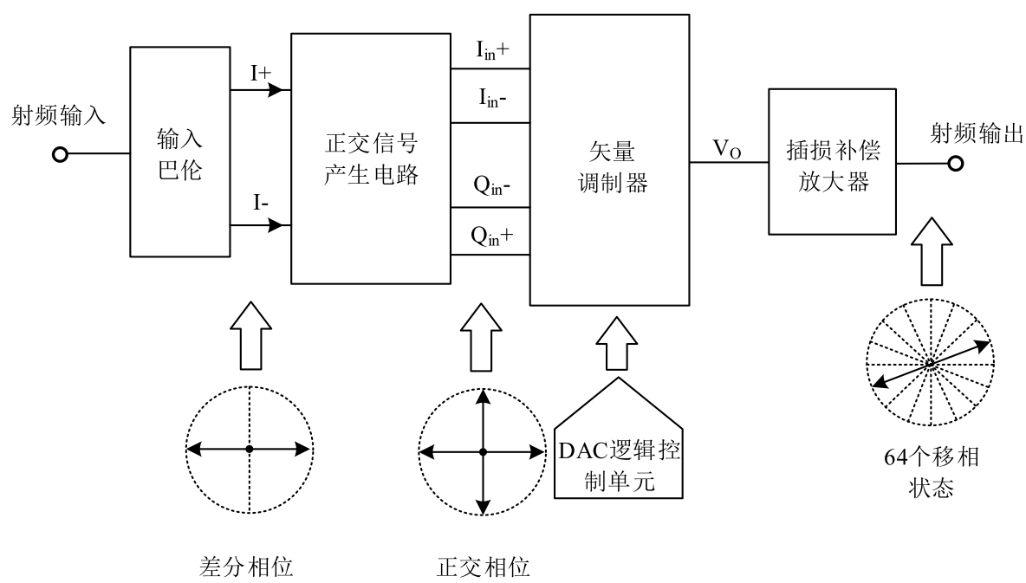 射频输入
输入
巴伦
I+
I-
正交信号
产生电路
Iin+
Iin-
Qin-
Qin+
矢量
调制器
VO
插损补偿
放大器
射频输出
DAC逻辑控
制单元
64个移相
状态
差分相位
正交相位